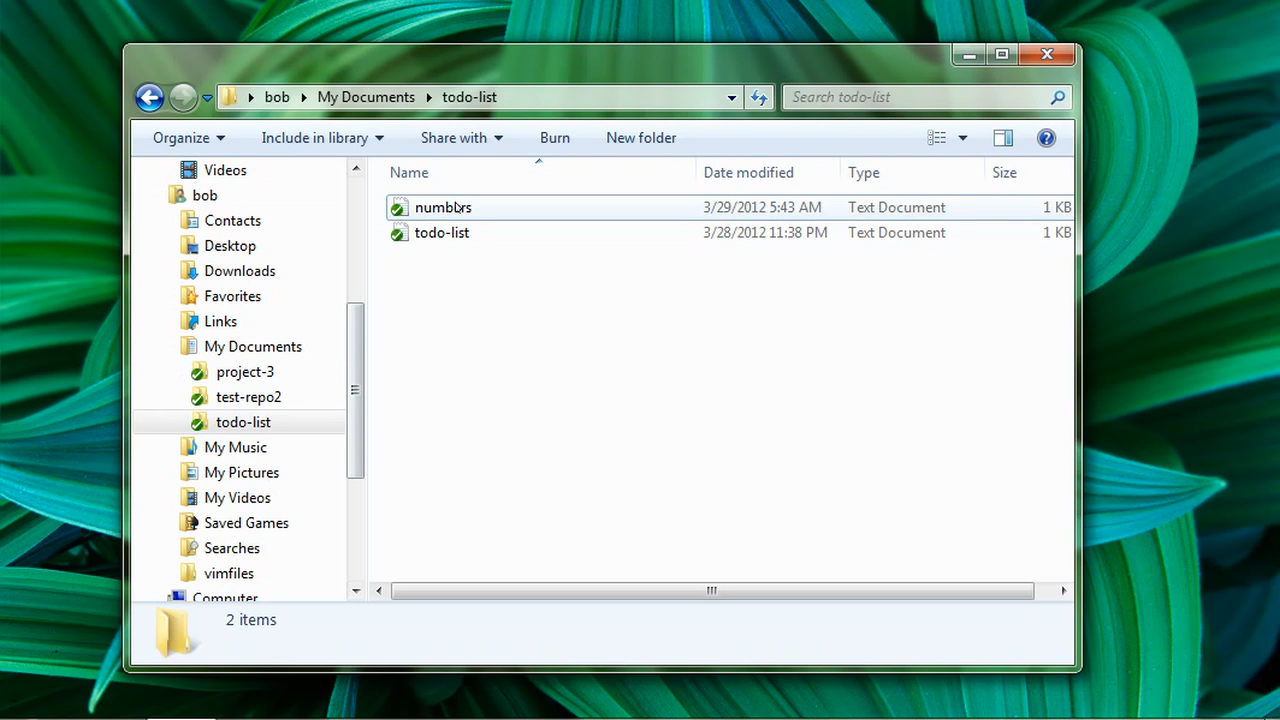 bob My Documents todo-list
Search todo-list
Organize Include in library Share with Burn New folder
Videos
bob
Contacts
Desktop
Downloads
Favorites
Links
My Documents
project-3
test-repo2
todo-list
My Music
My Pictures
My Videos
Saved Games
Searches
vimfiles
Computer
Name Date modified Type Size
numbers 3/29/2012 5:43 AM Text Document 1 KB
todo-list 3/28/2012 11:38 PM Text Document 1 KB
2 items